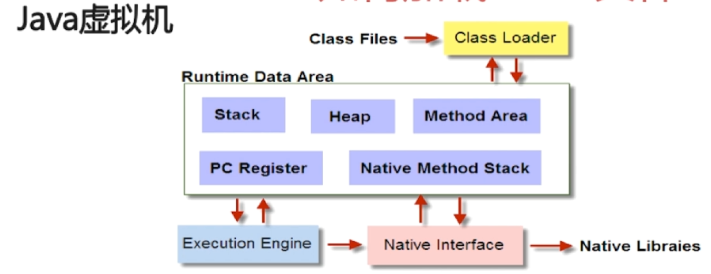 Java虚拟机
Class Files
Class Loader
Runtime Data Area
Stack
Heap
Method Area
PC Register
Native Method Stack
Execution Engine
Native Interface
Native Libraies